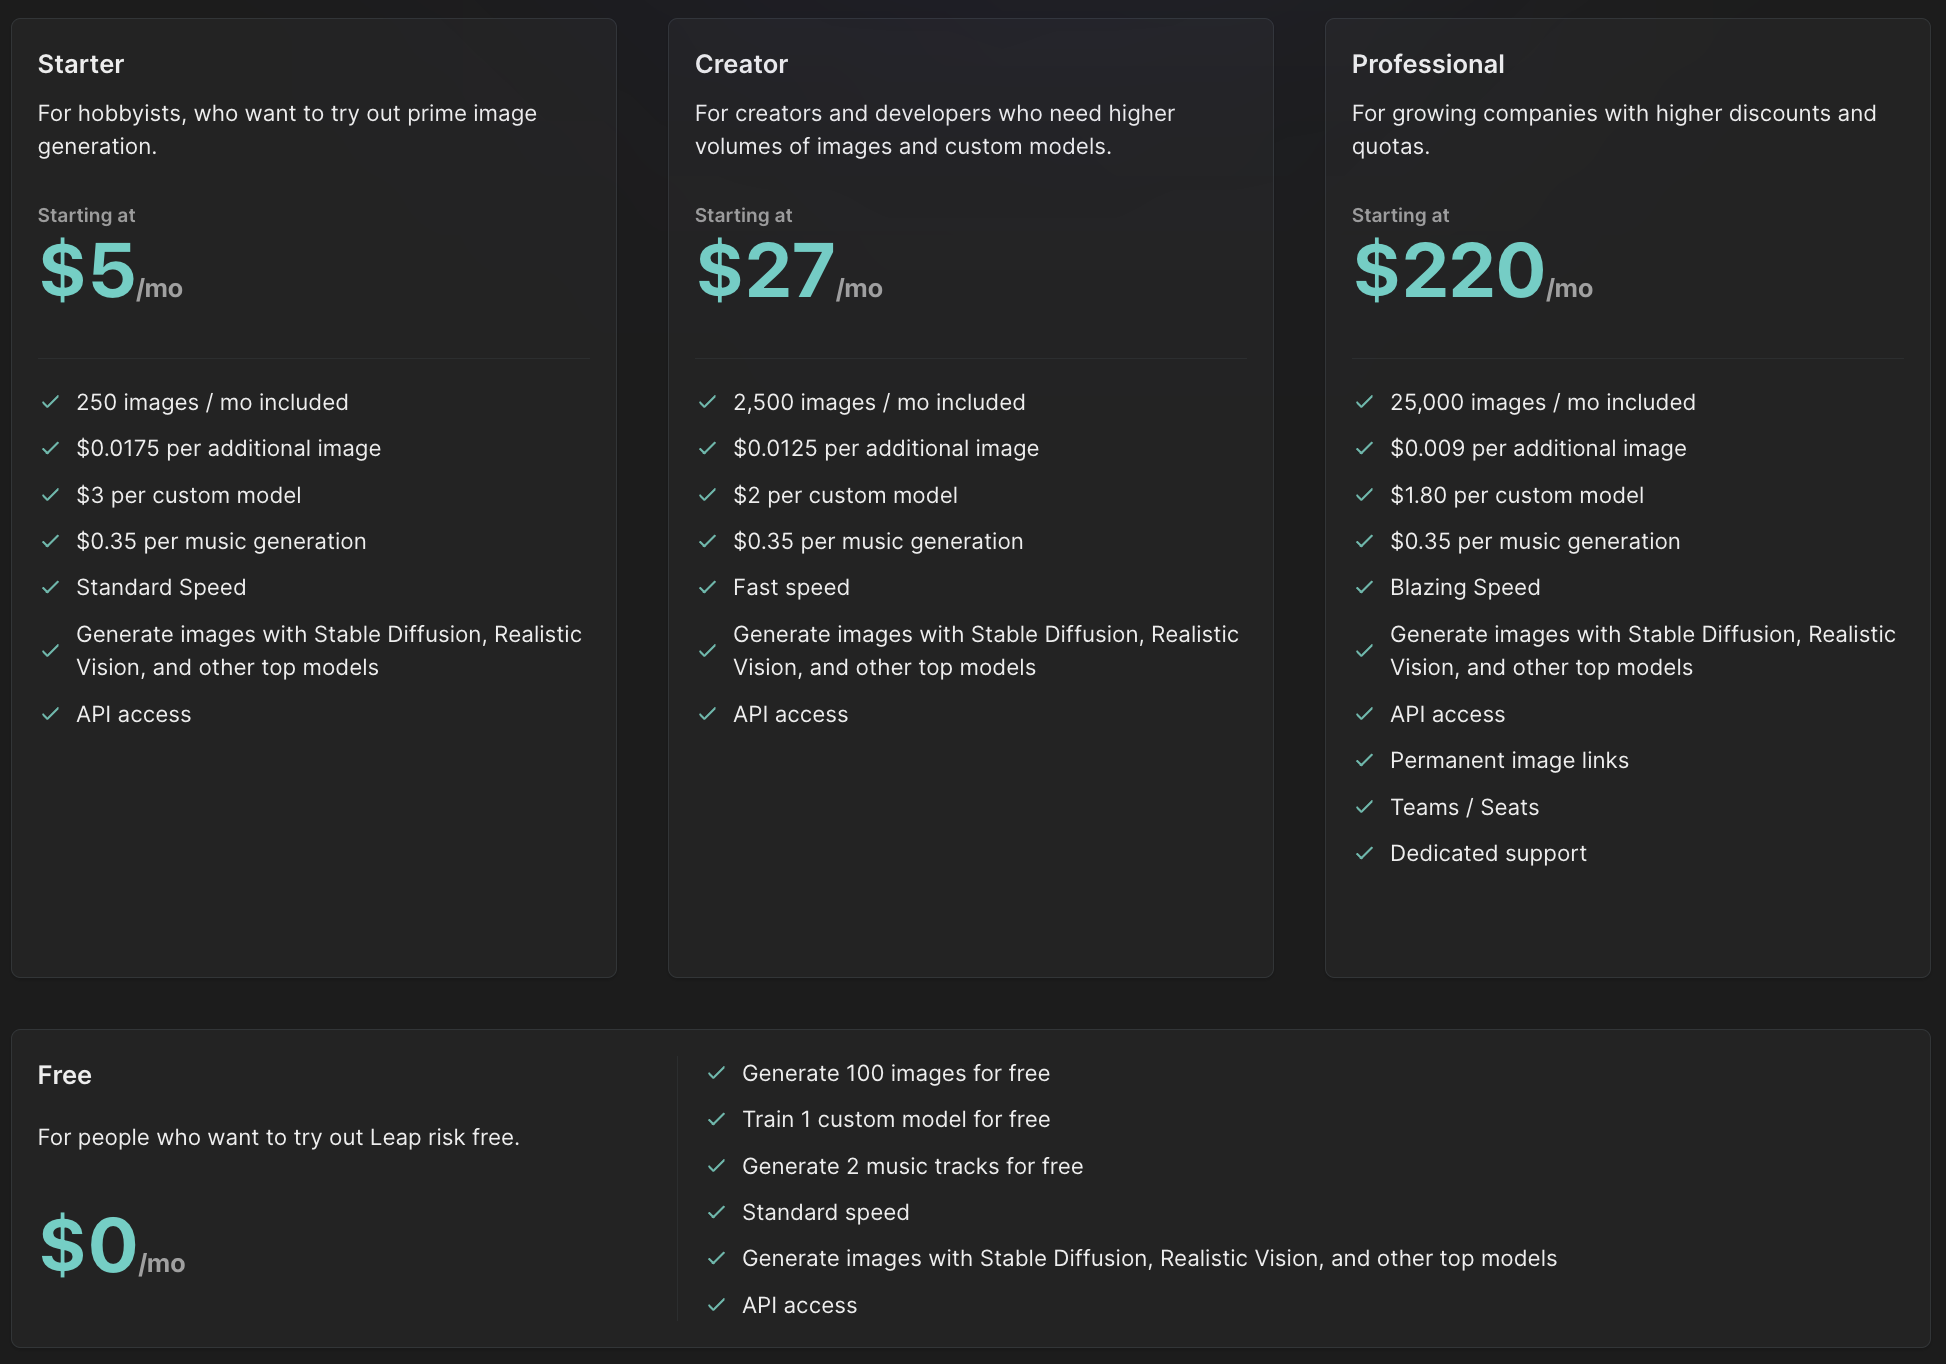 Starter
For hobbyists, who want to try out prime image
generation.
Starting at
$5/mo
250 images / mo included
$0.0175 per additional image
$3 per custom model
$0.35 per music generation
Standard Speed
Generate images with Stable Diffusion, Realistic
Vision, and other top models
API access
Creator
For creators and developers who need higher
volumes of images and custom models.
Starting at
$27/mo
2,500 images / mo included
$0.0125 per additional image
$2 per custom model
$0.35 per music generation
Fast speed
Generate images with Stable Diffusion, Realistic
Vision, and other top models
API access
Professional
For growing companies with higher discounts and
quotas.
Starting at
$220/mo
25,000 images / mo included
$0.009 per additional image
$1.80 per custom model
$0.35 per music generation
Blazing Speed
Generate images with Stable Diffusion, Realistic
Vision, and other top models
API access
Permanent image links
Teams / Seats
Dedicated support
Free
For people who want to try out Leap risk free.
$0/mo
Generate 100 images for free
Train 1 custom model for free
Generate 2 music tracks for free
Standard speed
Generate images with Stable Diffusion, Realistic Vision, and other top models
API access